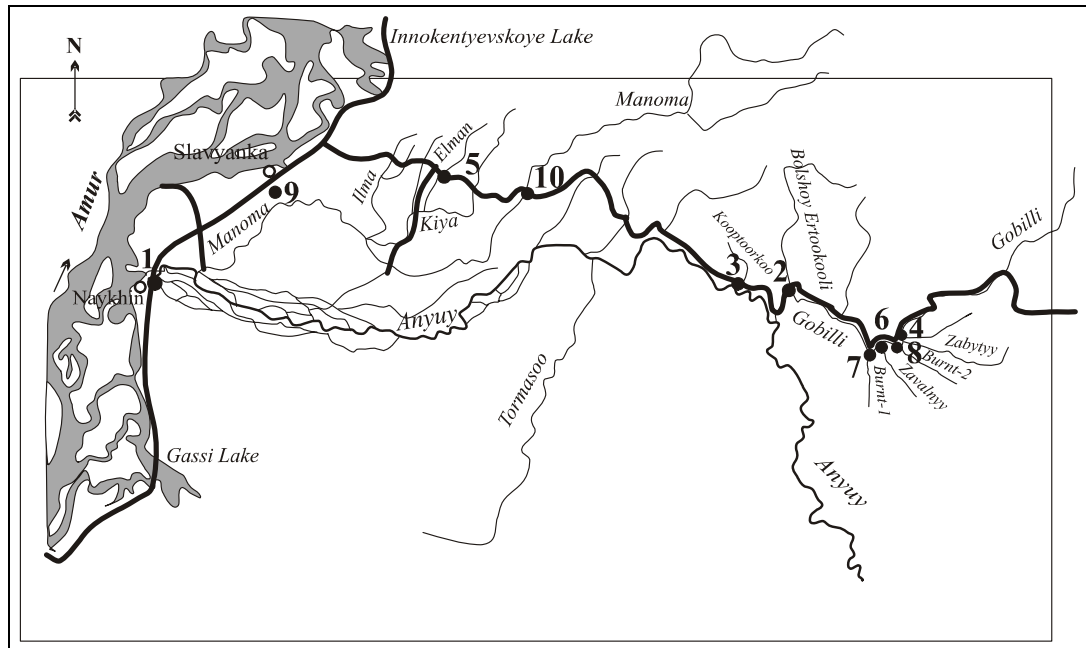 Innokentyevskoye Lake
N
Manoma
Slavyanka
Elman
5
10
Ilma
Bolshoy Ertookooli
Amur
9
Manoma
Kiya
Kooptoorkoo
Gobilli
1
Naykhin
3
2
Anyuy
Gobilli
6
4
Zabytyy
8
7
Burnt-2
Zavalnyy
Burnt-1
Tormasoo
Gassi Lake
Anyuy